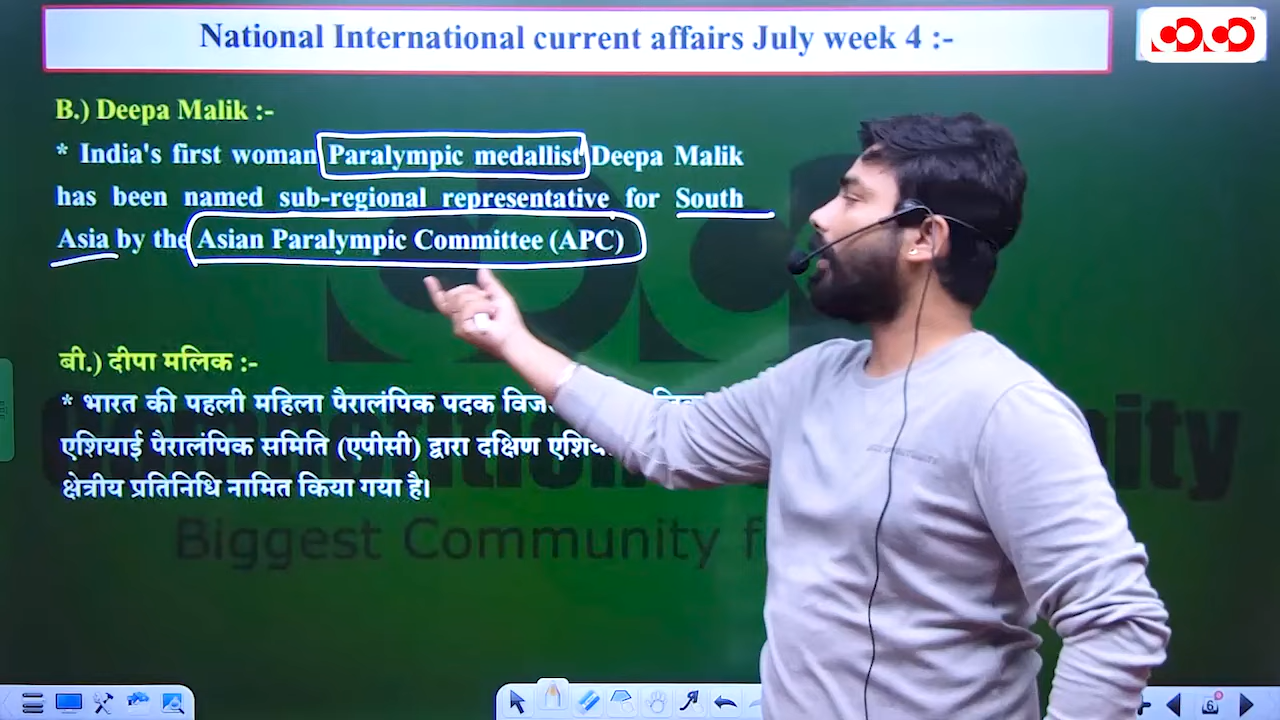 National International current affairs July week 4 :-
B.) Deepa Malik :-
* India's first woman Paralympic medallist Deepa Malik
has been named sub-regional representative for South
Asia by the Asian Paralympic Committee (APC)
बी.) दीपा मलिक :-
* भारत की पहली महिला पैरालंपिक पदक
एशियाई पैरालंपिक समिति (एपीसी) द्वारा दक्षिण
क्षेत्रीय प्रतिनिधि नामित किया गया है।
Biggest Community
6